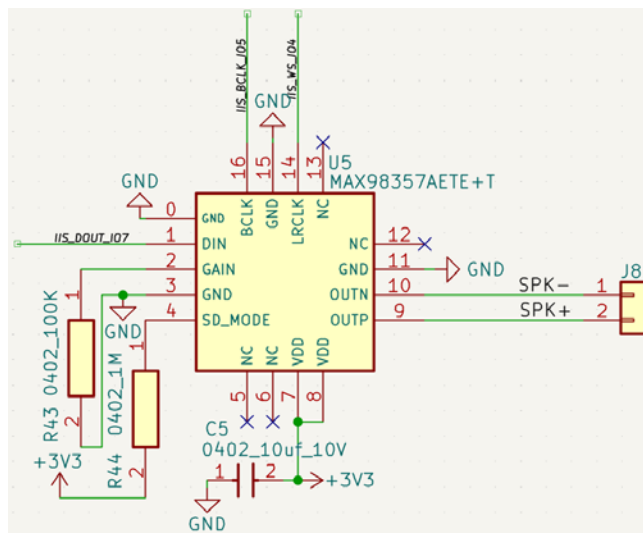 IIS_BCLK_IO5
IIS_WS_IO4
GND
16
15
14
13
U5
MAX98357AETE+T
GND
BCLK
GND
LRCLK
NC
0
GND
IIS_DOUT_IO7
1
DIN
NC
12
2
GAIN
GND
11
GND
3
GND
OUTN
10
SPK-
1
J8
GND
4
SD_MODE
OUTP
9
SPK+
2
NC
NC
VDD
VDD
5
6
7
8
1
0402_100K
R43
2
1
0402_1M
R44
2
C5
0402_10uf_10V
+3V3
1
2
+3V3
GND